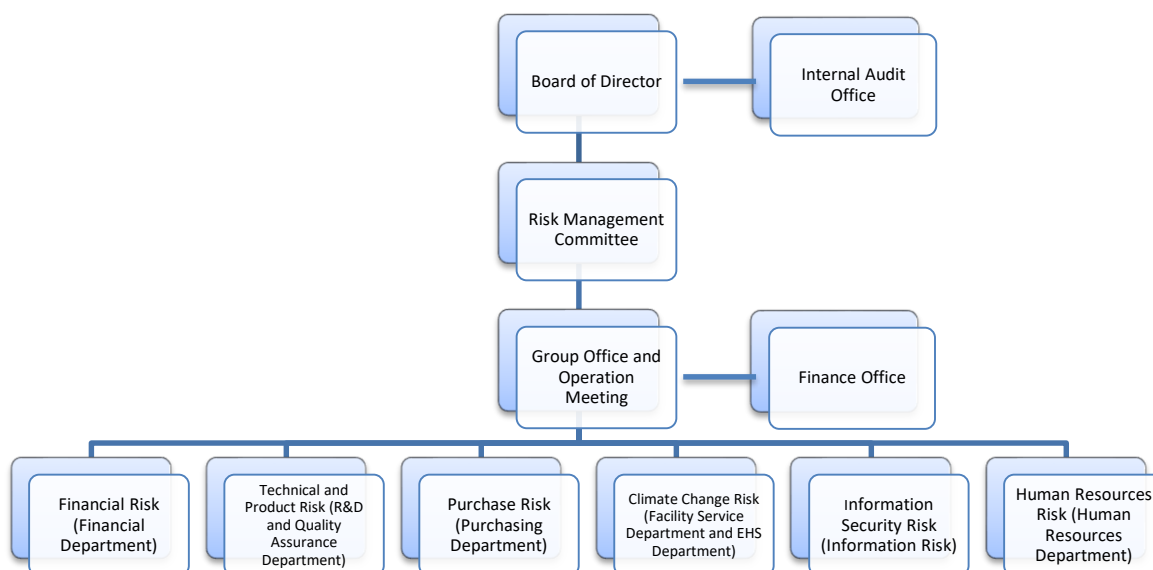 Board of Director
Internal Audit
Office
Risk Management
Committee
Group Office and
Operation
Meeting
Finance Office
Financial Risk
(Financial
Department)
Technical and
Product Risk (R&D
and Quality
Assurance
Department)
Purchase Risk
(Purchasing
Department)
Climate Change Risk
(Facility Service
Department and EHS
Department)
Information
Security Risk
(Information Risk)
Human Resources
Risk (Human
Resources
Department)